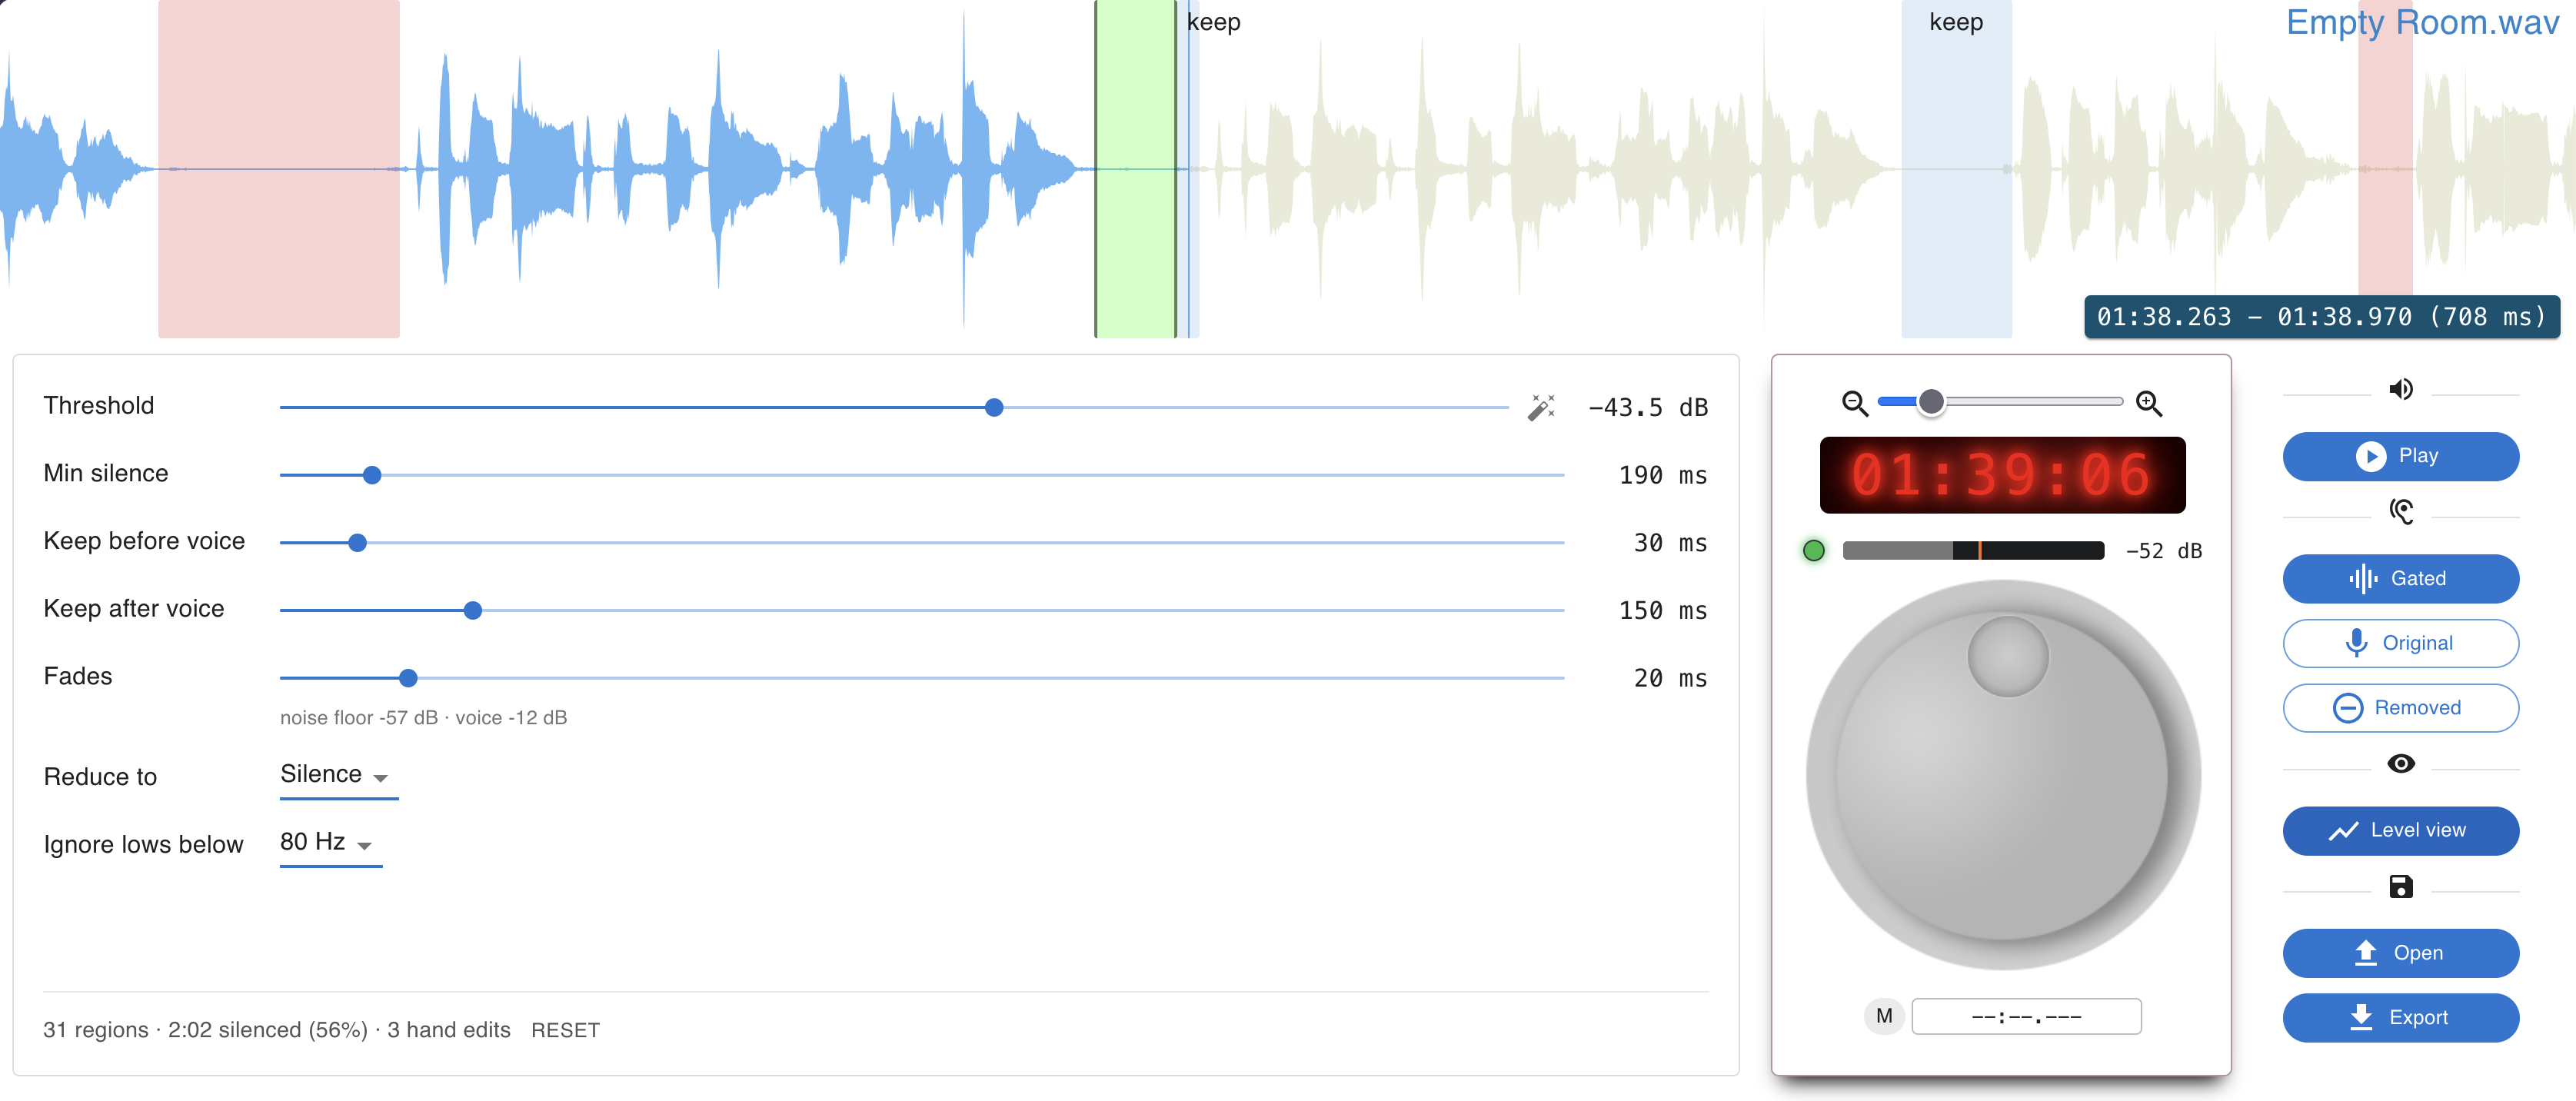 keep
keep
Empty Room.wav
01:38.263 – 01:38.970 (708 ms)
Threshold
−43.5 dB
Min silence
190 ms
Keep before voice
30 ms
Keep after voice
150 ms
Fades
20 ms
noise floor -57 dB · voice -12 dB
Reduce to
Silence
Ignore lows below
80 Hz
31 regions · 2:02 silenced (56%) · 3 hand edits RESET
01:39:06
−52 dB
M
--:--.---
Play
Gated
Original
Removed
Level view
Open
Export